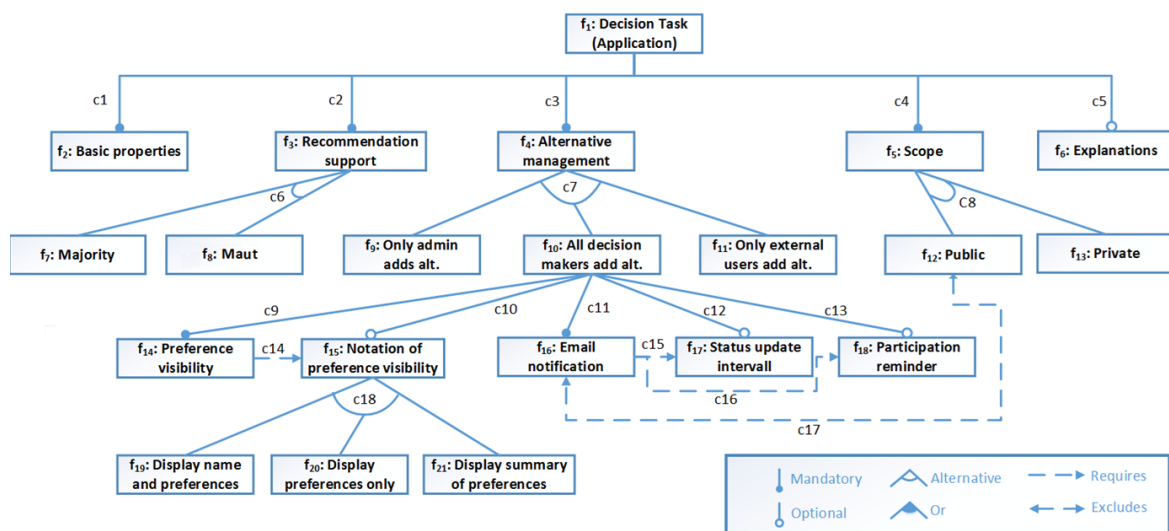 f1: Decision Task
(Application)
c1
c2
c3
c4
c5
f2: Basic properties
f3: Recommendation
support
f4: Alternative
management
f5: Scope
f6: Explanations
c6
c7
C8
f7: Majority
f8: Maut
f9: Only admin
adds alt.
f10: All decision
makers add alt.
f11: Only external
users add alt.
f12: Public
f13: Private
c9
c10
c11
c12
c13
f14: Preference
visibility
c14
f15: Notation of
preference visibility
f16: Email
notification
c15
f17: Status update
intervall
f18: Participation
reminder
c16
c17
c18
f19: Display name
and preferences
f20: Display
preferences only
f21: Display summary
of preferences
Mandatory
Alternative
Requires
Optional
Or
Excludes